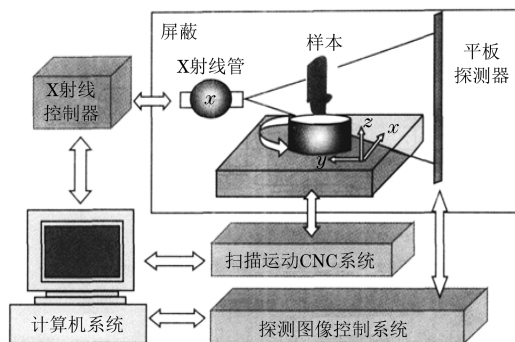 屏蔽
样本
平板
探测器
X射线管
X射线
控制器
x
z
x
y
扫描运动CNC系统
计算机系统
探测图像控制系统